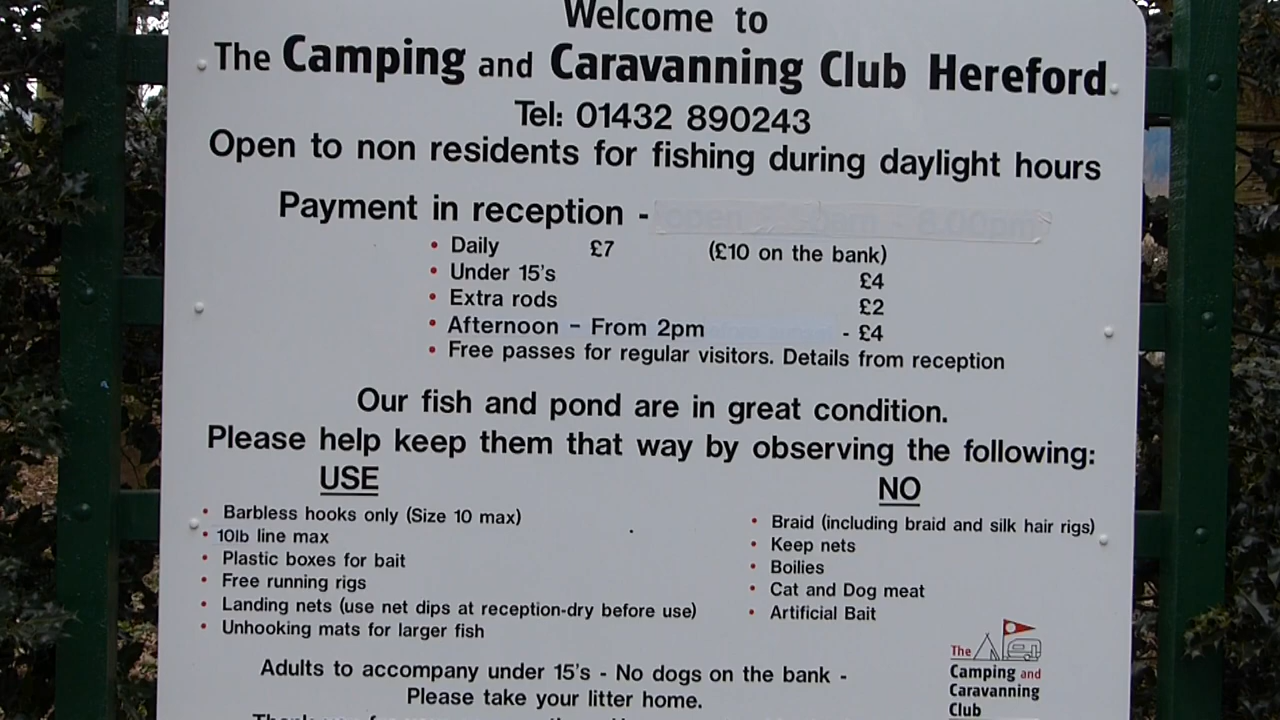 Welcome to
The Camping and Caravanning Club Hereford
Tel: 01432 890243
Open to non residents for fishing during daylight hours
Payment in reception - open - 8.00pm
• Daily £7 (£10 on the bank)
• Under 15's £4
• Extra rods £2
• Afternoon - From 2pm - £4
• Free passes for regular visitors. Details from reception
Our fish and pond are in great condition.
Please help keep them that way by observing the following:
USE
• Barbless hooks only (Size 10 max)
• 10lb line max
• Plastic boxes for bait
• Free running rigs
• Landing nets (use net dips at reception-dry before use)
• Unhooking mats for larger fish
NO
• Braid (including braid and silk hair rigs)
• Keep nets
• Boilies
• Cat and Dog meat
• Artificial Bait
Adults to accompany under 15's - No dogs on the bank -
Please take your litter home.
The
Camping and
Caravanning
Club